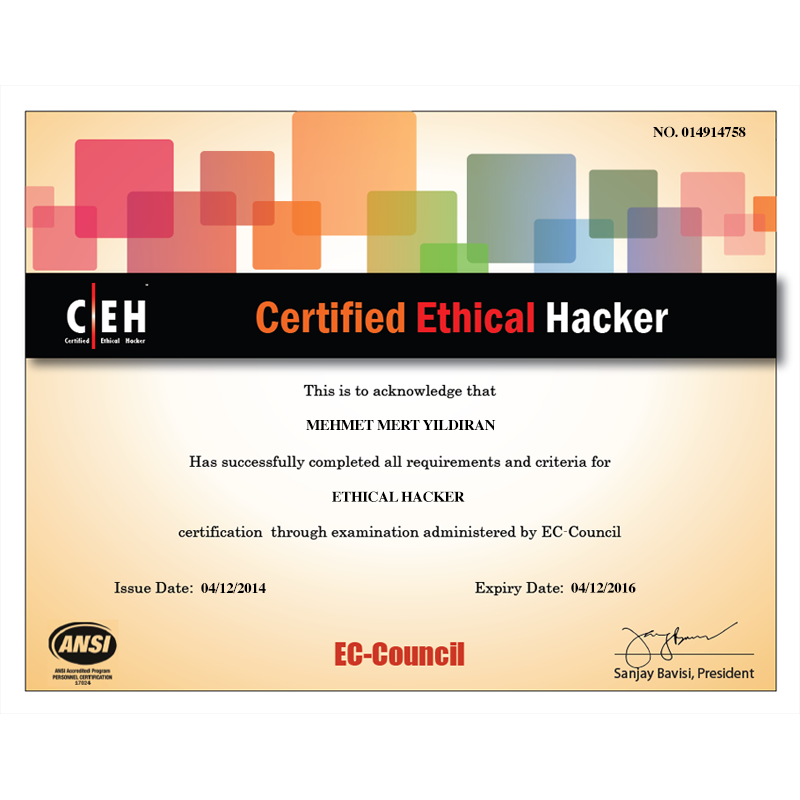 NO. 014914758
C|EH
Certified Ethical Hacker
Certified Ethical Hacker
This is to acknowledge that
MEHMET MERT YILDIRAN
Has successfully completed all requirements and criteria for
ETHICAL HACKER
certification through examination administered by EC-Council
Issue Date: 04/12/2014 Expiry Date: 04/12/2016
ANSI
ANSI Accredited Program
PERSONNEL CERTIFICATION
17024
EC-Council
Sanjay Bavisi, President